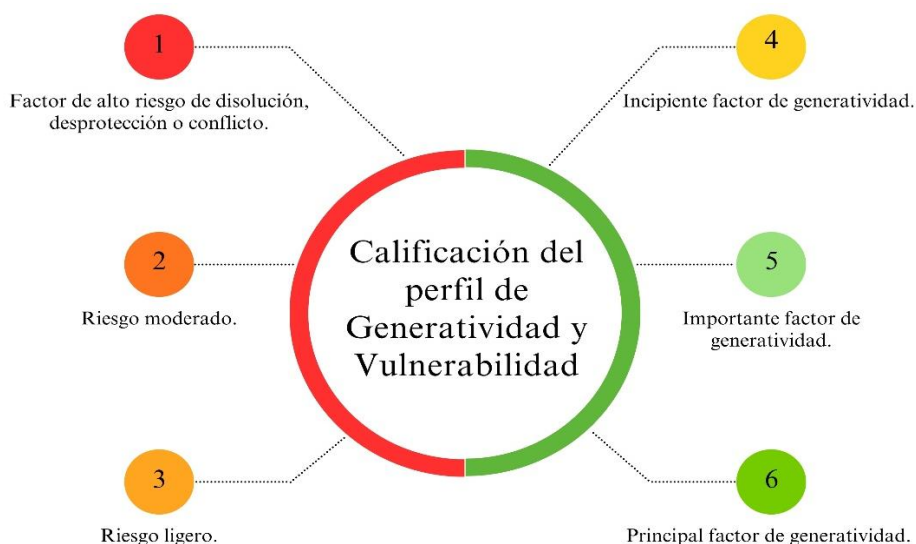 1
Factor de alto riesgo de disolución,
desprotección o conflicto.
2
Riesgo moderado.
3
Riesgo ligero.
Calificación del
perfil de
Generatividad y
Vulnerabilidad
4
Incipiente factor de generatividad.
5
Importante factor de
generatividad.
6
Principal factor de generatividad.